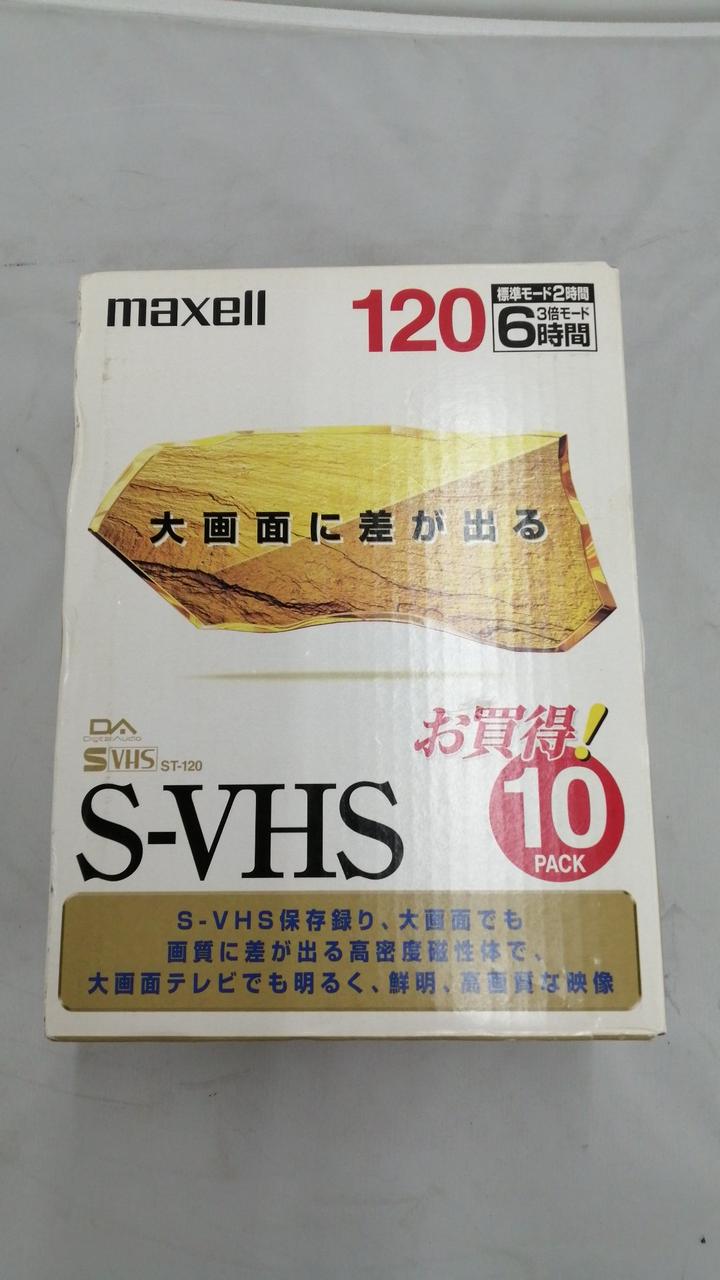 maxell
120
標準モード2時間
3倍モード
6時間
大画面に差が出る
DA
Digital Audio
S VHS ST-120
お買得!
10
PACK
S-VHS
S-VHS保存録り、大画面でも
画質に差が出る高密度磁性体で、
大画面テレビでも明るく、鮮明、高画質な映像